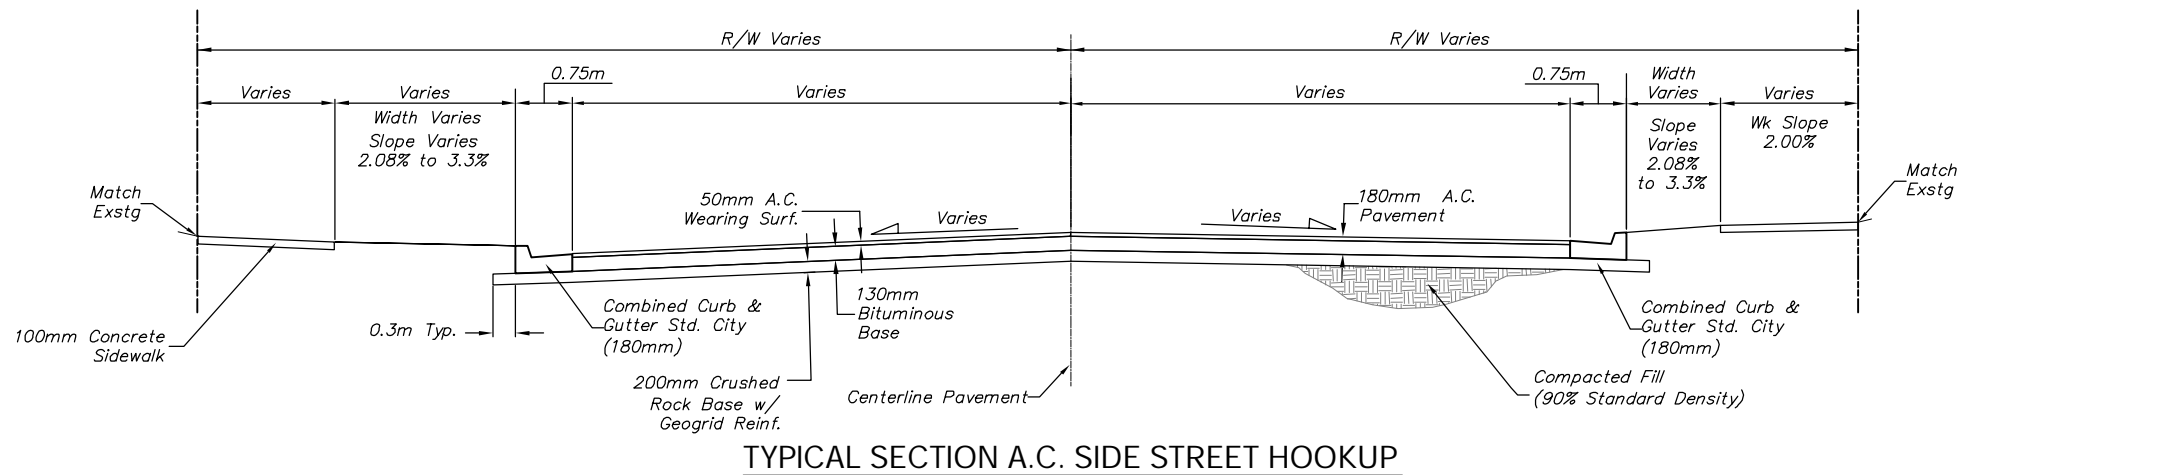 R/W Varies
R/W Varies
0.75m
0.75m
Width
Varies
Varies
Varies
Varies
Varies
Varies
Width Varies
Slope Varies
2.08% to 3.3%
Slope
Varies
2.08%
to 3.3%
Wk Slope
2.00%
Match
Exstg
50mm A.C.
Wearing Surf.
Varies
Varies
180mm A.C.
Pavement
Match
Exstg
100mm Concrete
Sidewalk
0.3m Typ.
Combined Curb &
Gutter Std. City
(180mm)
130mm
Bituminous
Base
200mm Crushed
Rock Base w/
Geogrid Reinf.
Centerline Pavement
Combined Curb &
Gutter Std. City
(180mm)
Compacted Fill
(90% Standard Density)
TYPICAL SECTION A.C. SIDE STREET HOOKUP